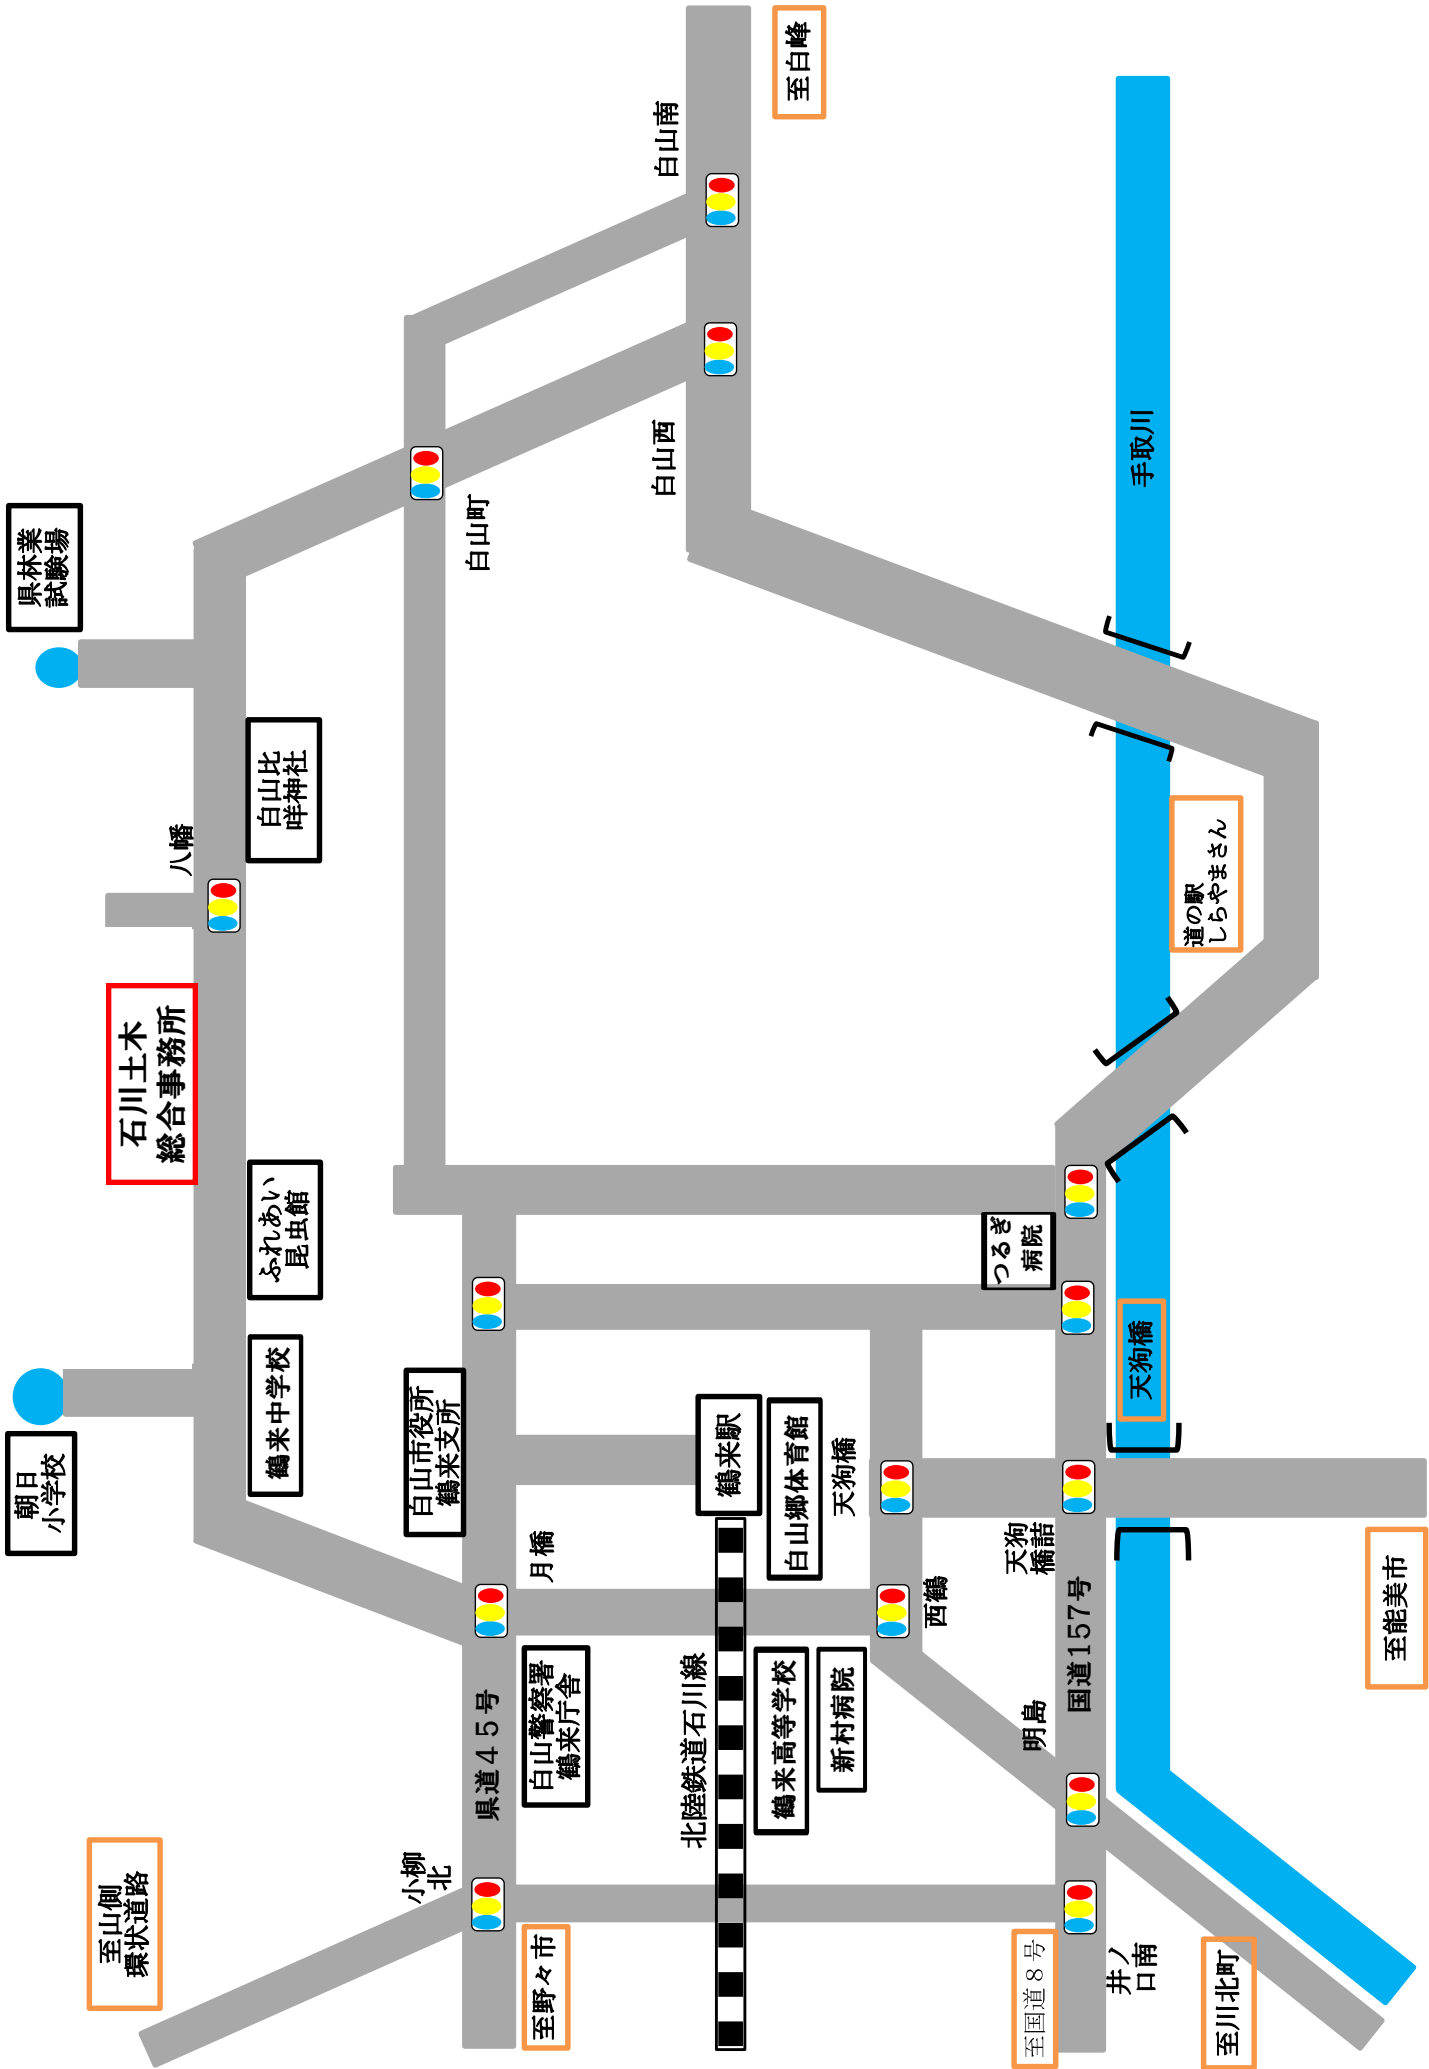 至山側
環状道路
朝日
小学校
石川土木
総合事務所
八幡
県林業
試験場
鶴来中学校
ふれあい
昆虫館
白山比
咩神社
小柳
北
県道４５号
白山市役所
鶴来支所
白山町
至野々市
白山警察署
鶴来庁舎
月橋
北陸鉄道石川線
鶴来駅
白山西
白山南
鶴来高等学校
白山郷体育館
至白峰
新村病院
天狗橋
西鶴
至国道８号
明島
天狗
橋詰
つるぎ
病院
国道157号
井ノ
口南
天狗橋
手取川
至川北町
道の駅
しらやまさん
至能美市